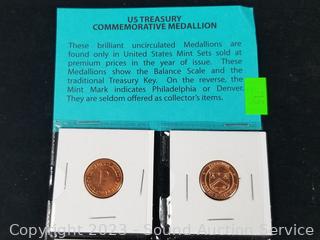 US TREASURY
COMMEMORATIVE MEDALLION
These brilliant uncirculated Medallions are
found only in United States Mint Sets sold at
premium prices in the year of issue. These
Medallions show the Balance Scale and the
traditional Treasury Key. On the reverse, the
Mint Mark indicates Philadelphia or Denver.
They are seldom offered as collector's items.
P
Copyright 2023 - Sound Auction Service